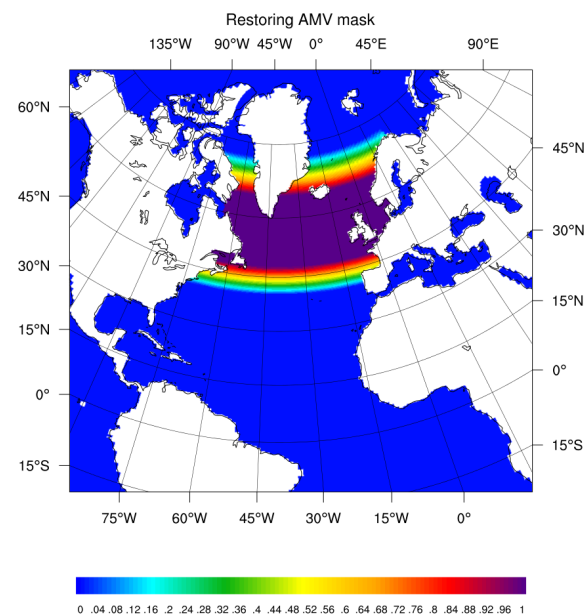 Restoring AMV mask
135°W 90°W 45°W 0° 45°E 90°E
60°N
45°N
45°N
30°N
30°N
15°N
15°N
0°
0°
15°S
15°S
75°W 60°W 45°W 30°W 15°W 0°
0 .04 .08 .12 .16 .2 .24 .28 .32 .36 .4 .44 .48 .52 .56 .6 .64 .68 .72 .76 .8 .84 .88 .92 .96 1